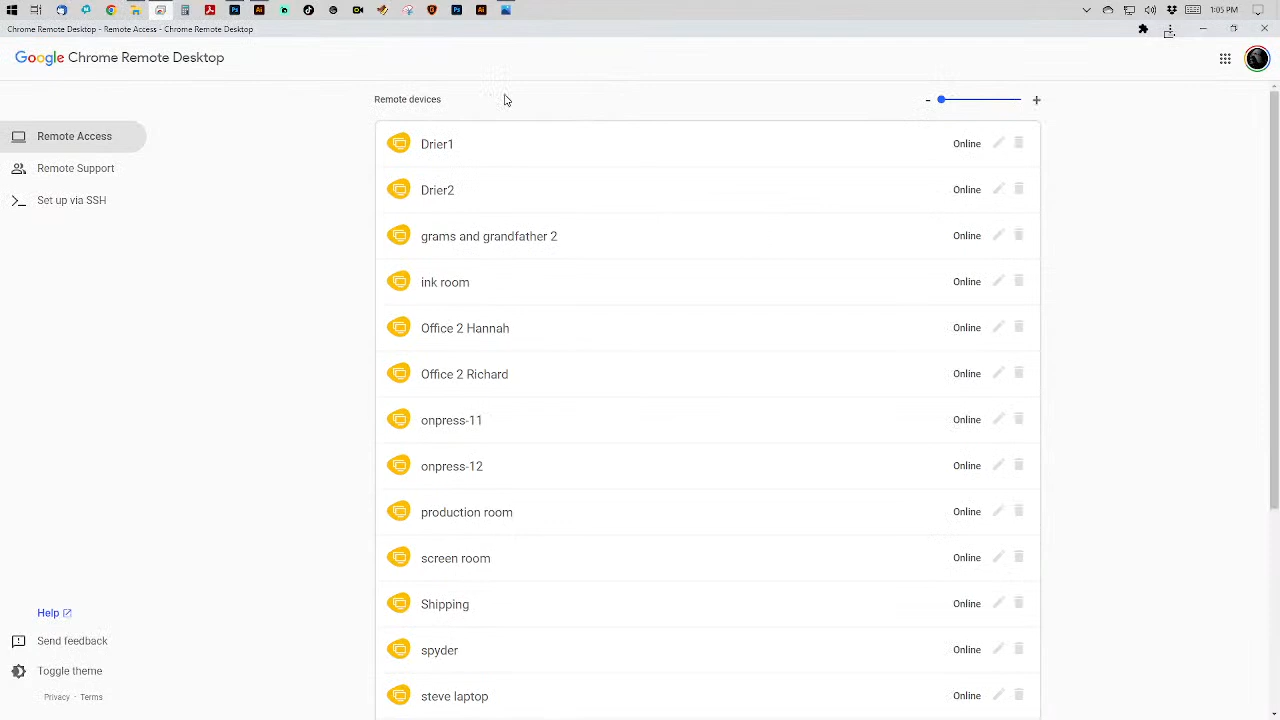 1:05 PM
Chrome Remote Desktop - Remote Access - Chrome Remote Desktop
Google Chrome Remote Desktop
Remote devices
- +
Remote Access
Remote Support
Set up via SSH
Drier1 Online
Drier2 Online
grams and grandfather 2 Online
ink room Online
Office 2 Hannah Online
Office 2 Richard Online
onpress-11 Online
onpress-12 Online
production room Online
screen room Online
Shipping Online
spyder Online
steve laptop Online
Help
Send feedback
Toggle theme
Privacy · Terms